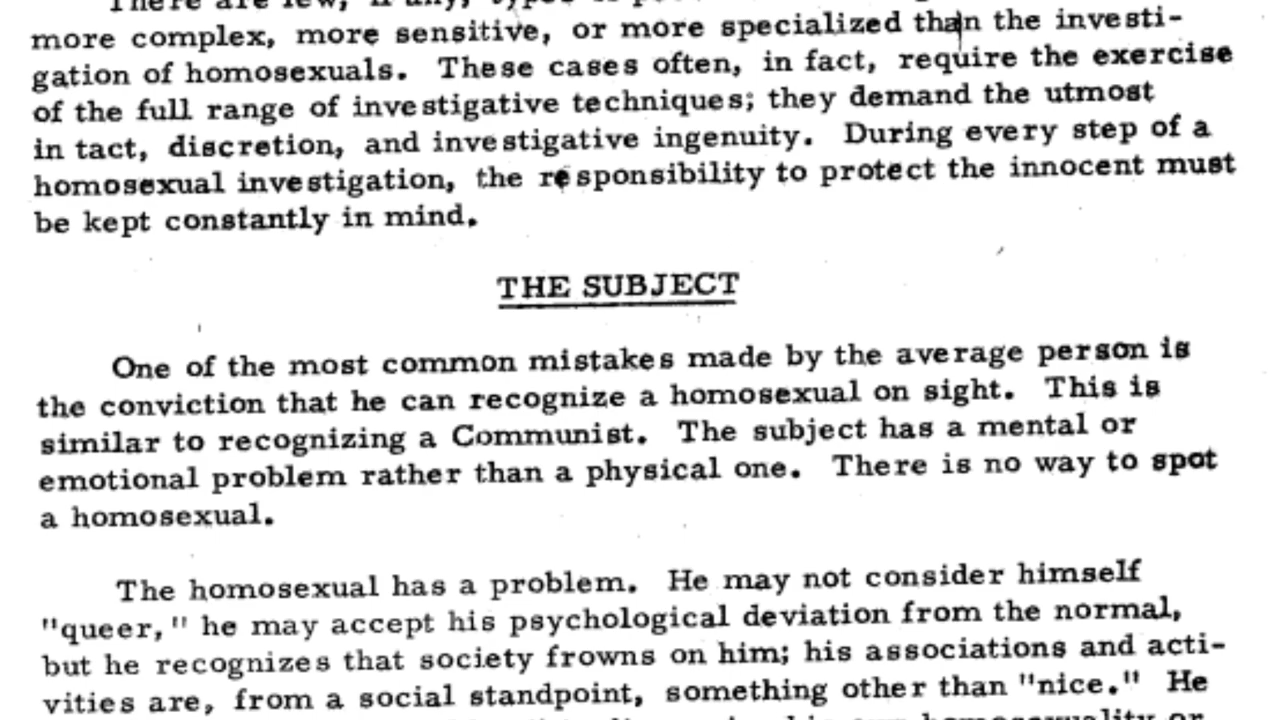 There are few, if any,
more complex, more sensitive, or more specialized than the investi-
gation of homosexuals. These cases often, in fact, require the exercise
of the full range of investigative techniques; they demand the utmost
in tact, discretion, and investigative ingenuity. During every step of a
homosexual investigation, the responsibility to protect the innocent must
be kept constantly in mind.
THE SUBJECT
One of the most common mistakes made by the average person is
the conviction that he can recognize a homosexual on sight. This is
similar to recognizing a Communist. The subject has a mental or
emotional problem rather than a physical one. There is no way to spot
a homosexual.
The homosexual has a problem. He may not consider himself
"queer," he may accept his psychological deviation from the normal,
but he recognizes that society frowns on him; his associations and acti-
vities are, from a social standpoint, something other than "nice." He
homosexuality or